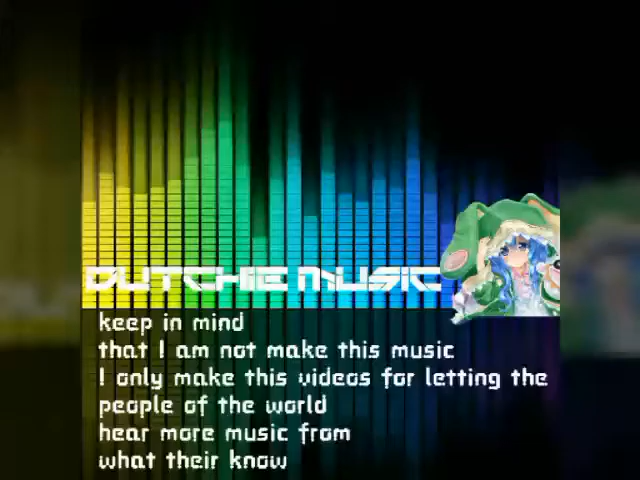 DUTCHIE MUSIC
keep in mind
that I am not make this music
I only make this videos for letting the
people of the world
hear more music from
what their know